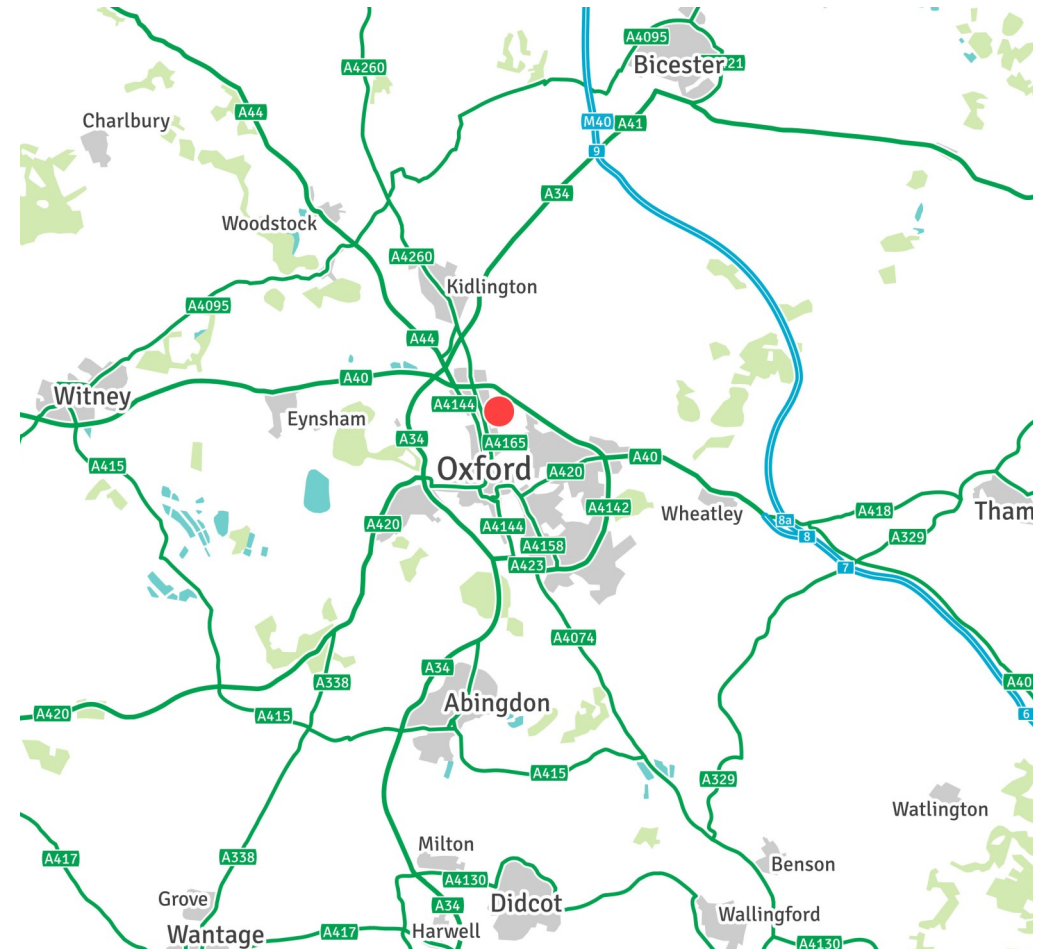 A4095
Bicester
21
A4260
A44
M40
A41
Charlbury
9
A34
Woodstock
A4260
Kidlington
A4095
A44
A40
Witney
A4144
Eynsham
A34
A4165
Oxford
A420
A40
A415
A4142
Wheatley
A418
Tham
A420
A4144
8a
8
A329
A4158
A423
7
A4074
A34
A338
A40
Abingdon
A420
A415
6
A415
A329
Watlington
Milton
A417
A338
Benson
A4130
Grove
Didcot
A34
Wallingford
Wantage
A417
Harwell
A4130